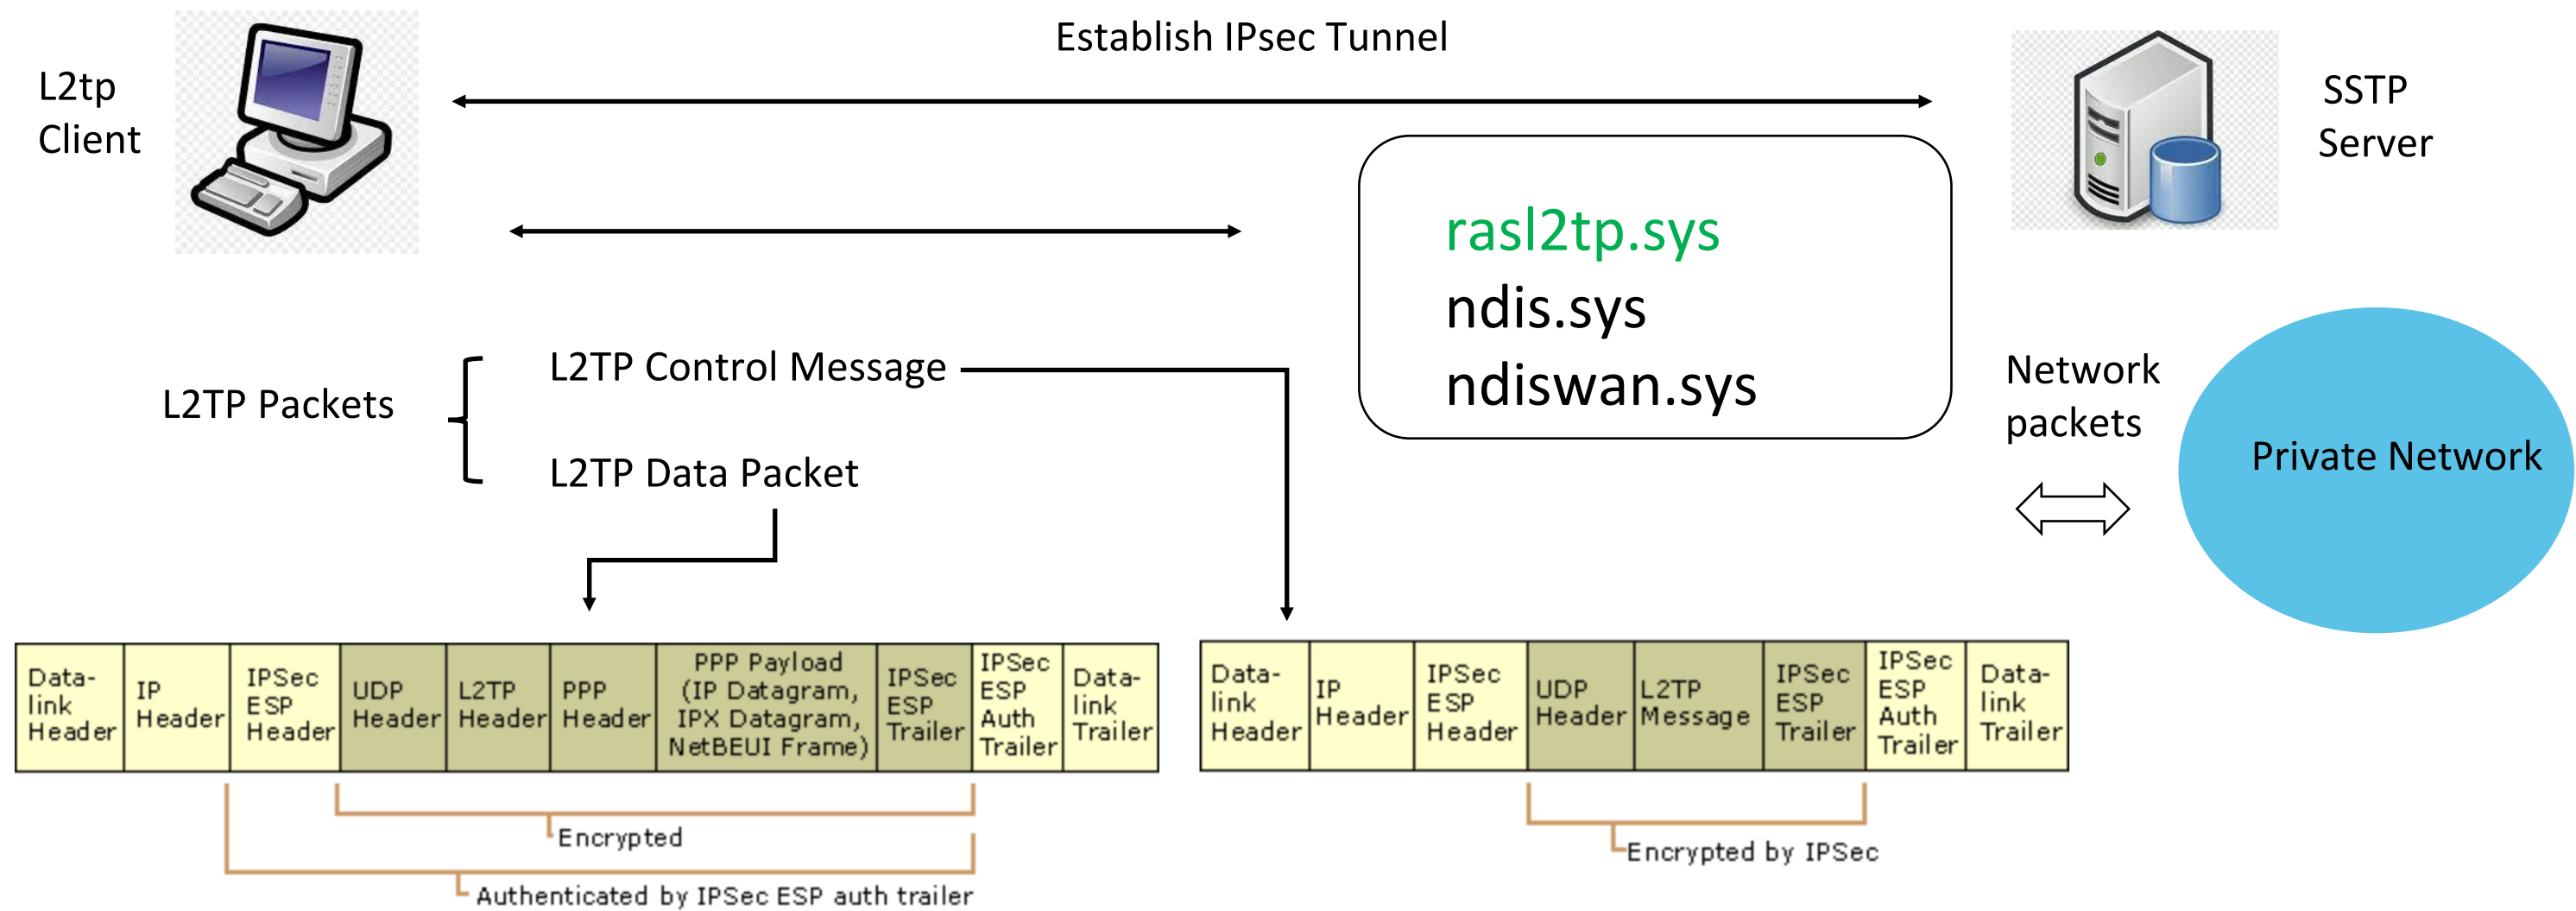 Establish IPsec Tunnel
L2tp
Client
SSTP
Server
rasl2tp.sys
ndis.sys
ndiswan.sys
L2TP Packets
L2TP Control Message
L2TP Data Packet
Network
packets
Private Network
Data-
link
Header
IP
Header
IPSec
ESP
Header
UDP
Header
L2TP
Header
PPP
Header
PPP Payload
(IP Datagram,
IPX Datagram,
NetBEUI Frame)
IPSec
ESP
Trailer
IPSec
ESP
Auth
Trailer
Data-
link
Trailer
Encrypted
Authenticated by IPSec ESP auth trailer
Data-
link
Header
IP
Header
IPSec
ESP
Header
UDP
Header
L2TP
Message
IPSec
ESP
Trailer
IPSec
ESP
Auth
Trailer
Data-
link
Trailer
Encrypted by IPSec